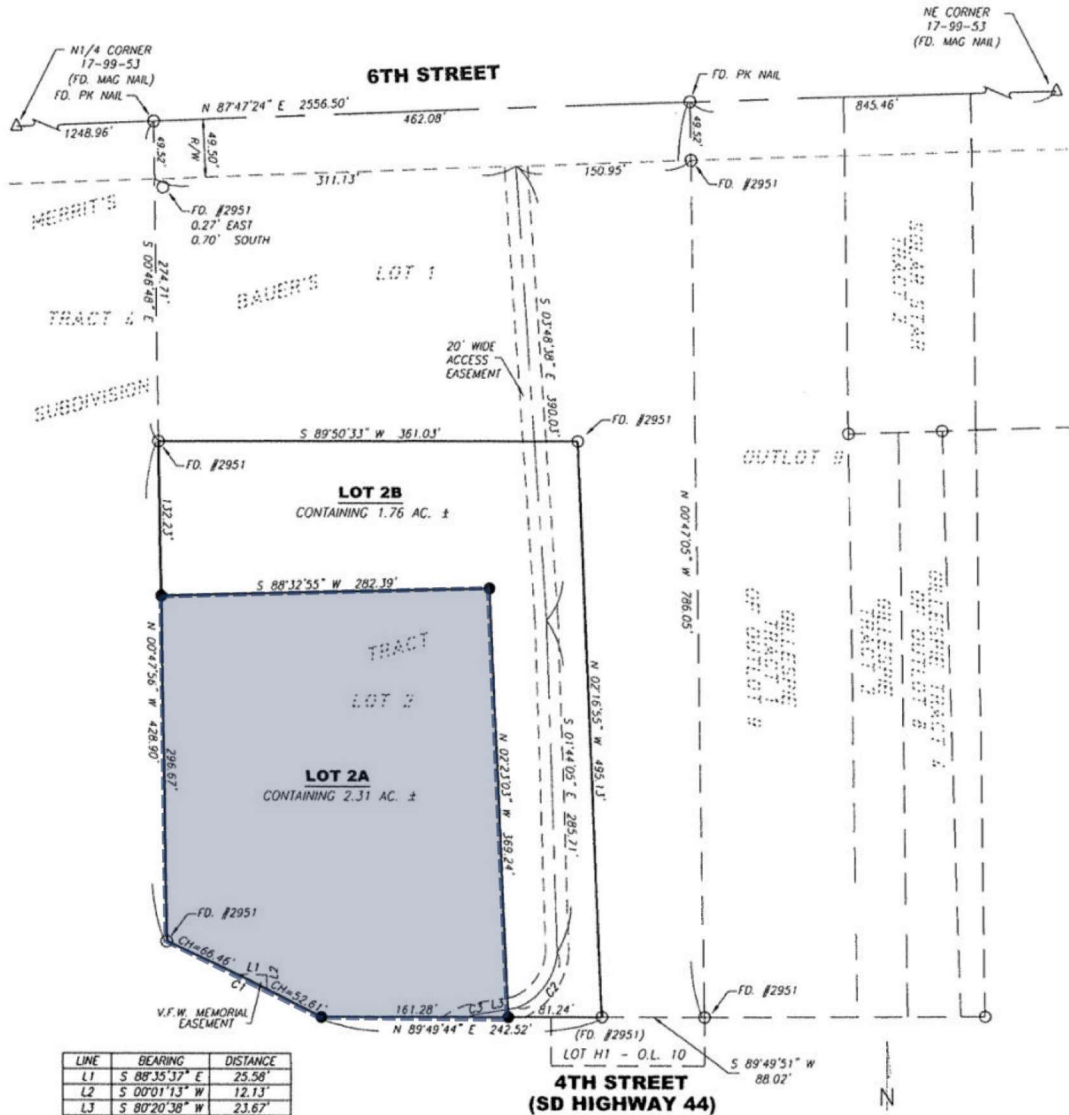 N1/4 CORNER
17-99-53
(FD. MAG NAIL)
FD. PK NAIL
6TH STREET
NE CORNER
17-99-53
(FD. MAG NAIL)
FD. PK NAIL
N 87°47'24" E 2556.50'
1248.96'
462.08'
845.46'
49.52'
49.50'
R/W
49.52'
311.13'
150.95'
FD. #2951
0.27' EAST
0.70' SOUTH
FD. #2951
MERRIT'S
TRACT 4
SUBDIVISION
S 00°46'48" E
274.71'
BAUER'S
LOT 1
20' WIDE
ACCESS
EASEMENT
S 03°48'38" E 390.03'
S 89°50'33" W 361.03'
FD. #2951
FD. #2951
OUTLOT 9
LOT 2B
CONTAINING 1.76 AC. ±
132.23'
S 88°32'55" W 282.39'
N 00°47'05" W 786.05'
TRACT
LOT 2
N 00°47'56" W 428.90'
296.67'
LOT 2A
CONTAINING 2.31 AC. ±
N 02°23'03" W 369.24'
S 01°44'05" E 285.71'
N 02°16'55" W 495.13'
FD. #2951
CH=66.46'
L1
L2
C1
CH=52.61'
V.F.W. MEMORIAL
EASEMENT
161.28'
C3
L3
C2
81.24'
N 89°49'44" E 242.52'
(FD. #2951)
FD. #2951
LOT H1 - O.L. 10
S 89°49'51" W
88.02'
4TH STREET
(SD HIGHWAY 44)
N
LINE BEARING DISTANCE
L1 S 88°35'37" E 25.58'
L2 S 00°01'13" W 12.13'
L3 S 80°20'38" W 23.67'